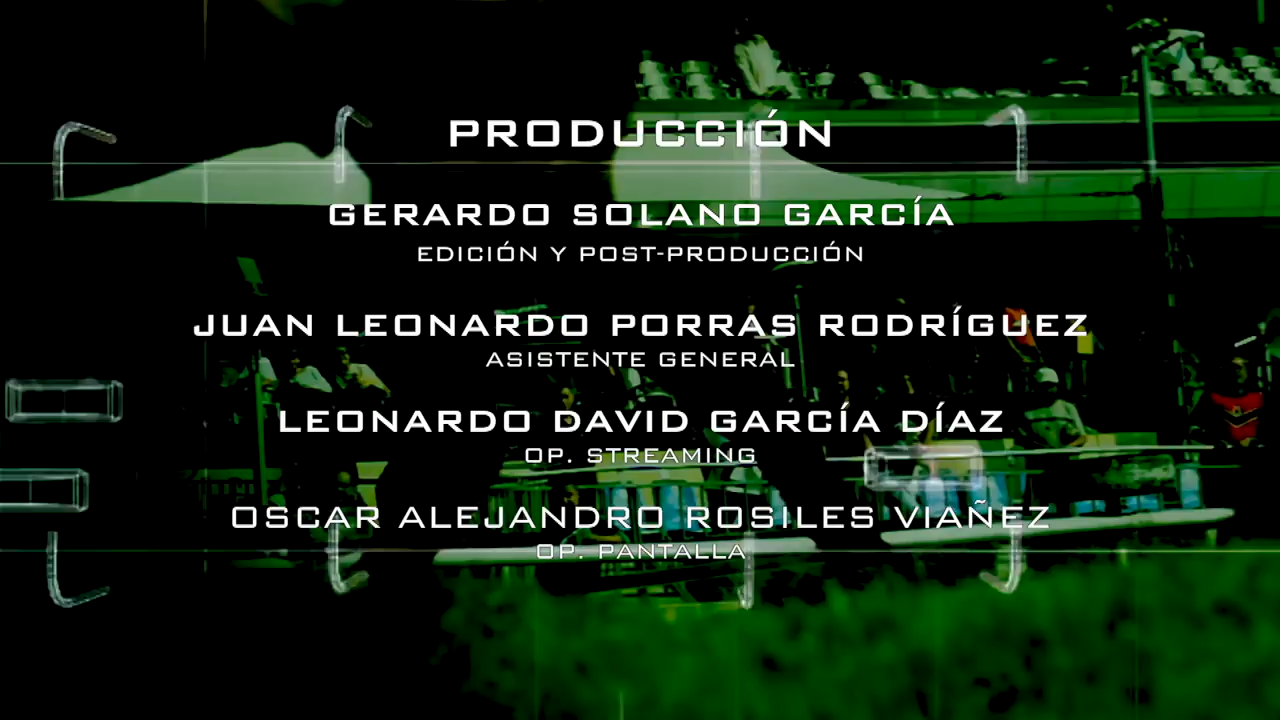 PRODUCCIÓN
GERARDO SOLANO GARCÍA
EDICIÓN Y POST-PRODUCCIÓN
JUAN LEONARDO PORRAS RODRÍGUEZ
ASISTENTE GENERAL
LEONARDO DAVID GARCÍA DÍAZ
OP. STREAMING
OSCAR ALEJANDRO ROSILES VIAÑEZ
OP. PANTALLA